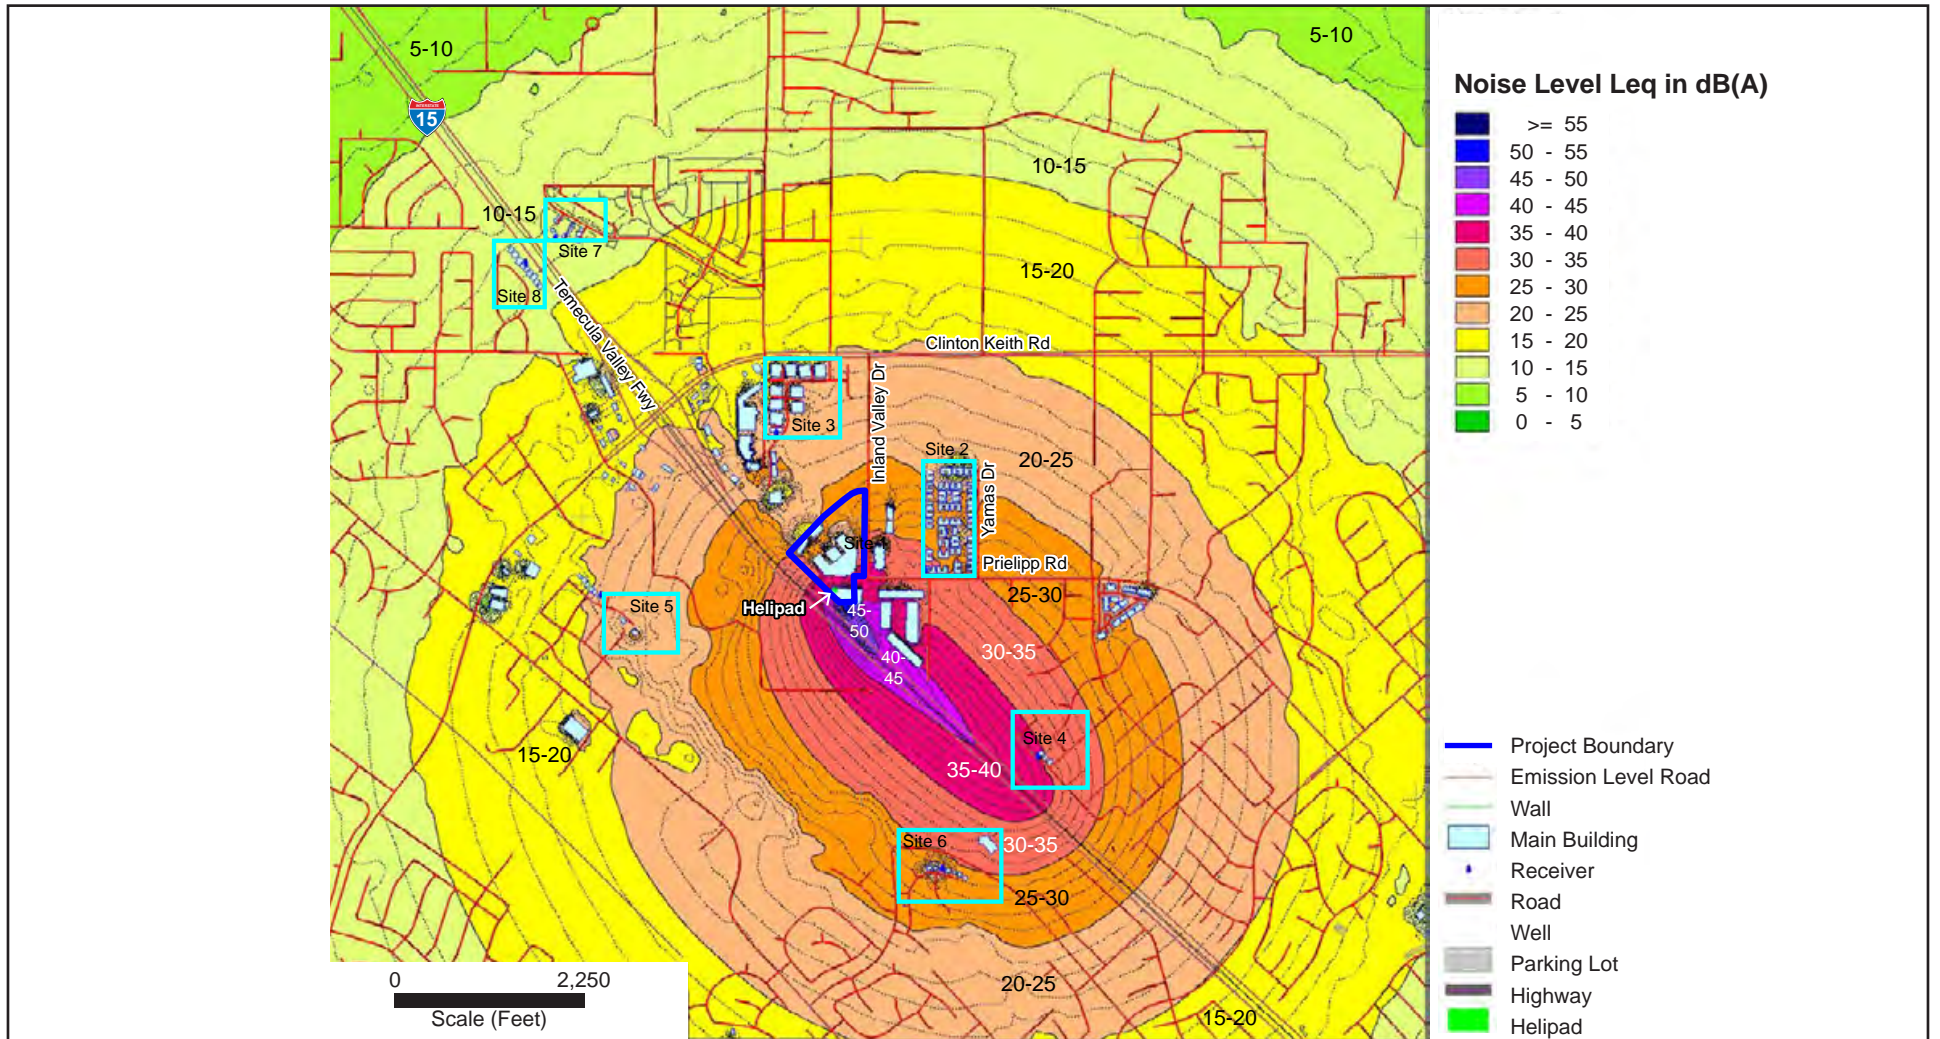 5-10
5-10
INTERSTATE
15
10-15
10-15
Site 7
Site 8
15-20
Temecula Valley Fwy
Clinton Keith Rd
Inland Valley Dr
Site 3
Site 2
20-25
Yamas Dr
Prielipp Rd
25-30
Helipad
45-
50
Site 5
40-
45
30-35
Site 4
35-40
15-20
Site 6
30-35
25-30
20-25
15-20
0 2,250
Scale (Feet)
Noise Level Leq in dB(A)
>= 55
50 - 55
45 - 50
40 - 45
35 - 40
30 - 35
25 - 30
20 - 25
15 - 20
10 - 15
5 - 10
0 - 5
Project Boundary
Emission Level Road
Wall
Main Building
Receiver
Road
Well
Parking Lot
Highway
Helipad